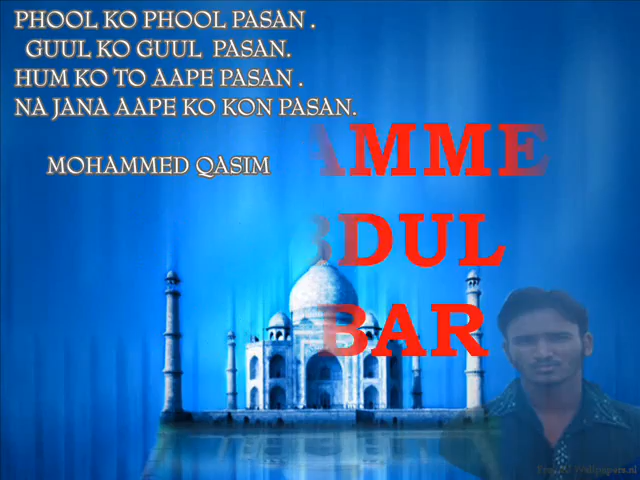 PHOOL KO PHOOL PASAN .
GUUL KO GUUL PASAN.
HUM KO TO AAPE PASAN .
NA JANA AAPE KO KON PASAN.
MOHAMMED QASIM
AMME
BDUL
BAR